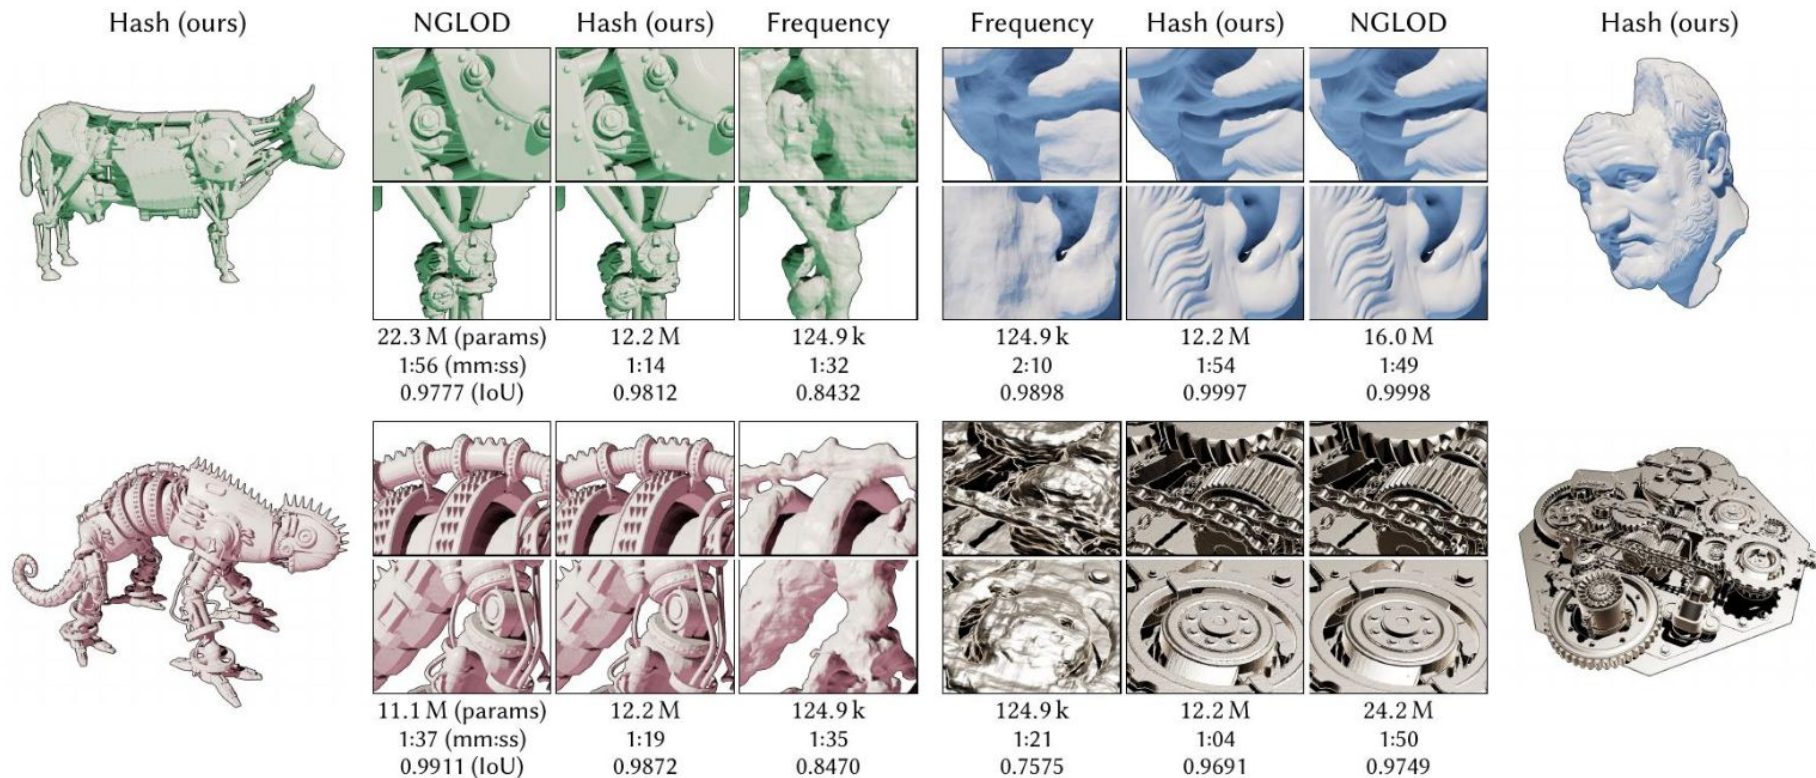 Hash (ours) NGLOD Hash (ours) Frequency Frequency Hash (ours) NGLOD Hash (ours)
22.3 M (params) 12.2 M 124.9 k 124.9 k 12.2 M 16.0 M
1:56 (mm:ss) 1:14 1:32 2:10 1:54 1:49
0.9777 (IoU) 0.9812 0.8432 0.9898 0.9997 0.9998
11.1 M (params) 12.2 M 124.9 k 124.9 k 12.2 M 24.2 M
1:37 (mm:ss) 1:19 1:35 1:21 1:04 1:50
0.9911 (IoU) 0.9872 0.8470 0.7575 0.9691 0.9749